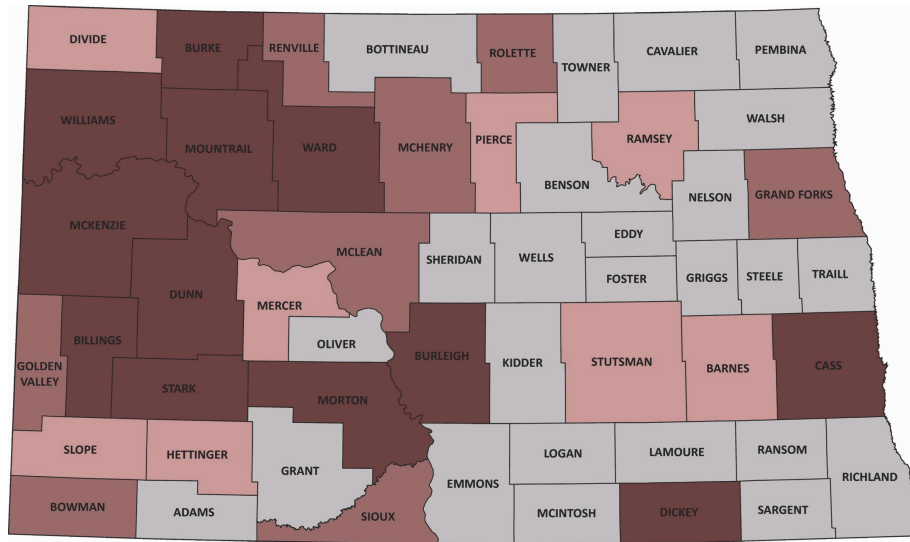 DIVIDE
BURKE
RENVILLE
BOTTINEAU
ROLETTE
TOWNER
CAVALIER
PEMBINA
WILLIAMS
MOUNTRAIL
WARD
MCHENRY
PIERCE
RAMSEY
WALSH
BENSON
NELSON
GRAND FORKS
MCKENZIE
MCLEAN
SHERIDAN
WELLS
EDDY
FOSTER
GRIGGS
STEELE
TRAILL
DUNN
MERCER
OLIVER
BILLINGS
GOLDEN
VALLEY
STARK
MORTON
BURLEIGH
KIDDER
STUTSMAN
BARNES
CASS
SLOPE
HETTINGER
GRANT
EMMONS
LOGAN
LAMOURE
RANSOM
RICHLAND
BOWMAN
ADAMS
SIOUX
MCINTOSH
DICKEY
SARGENT